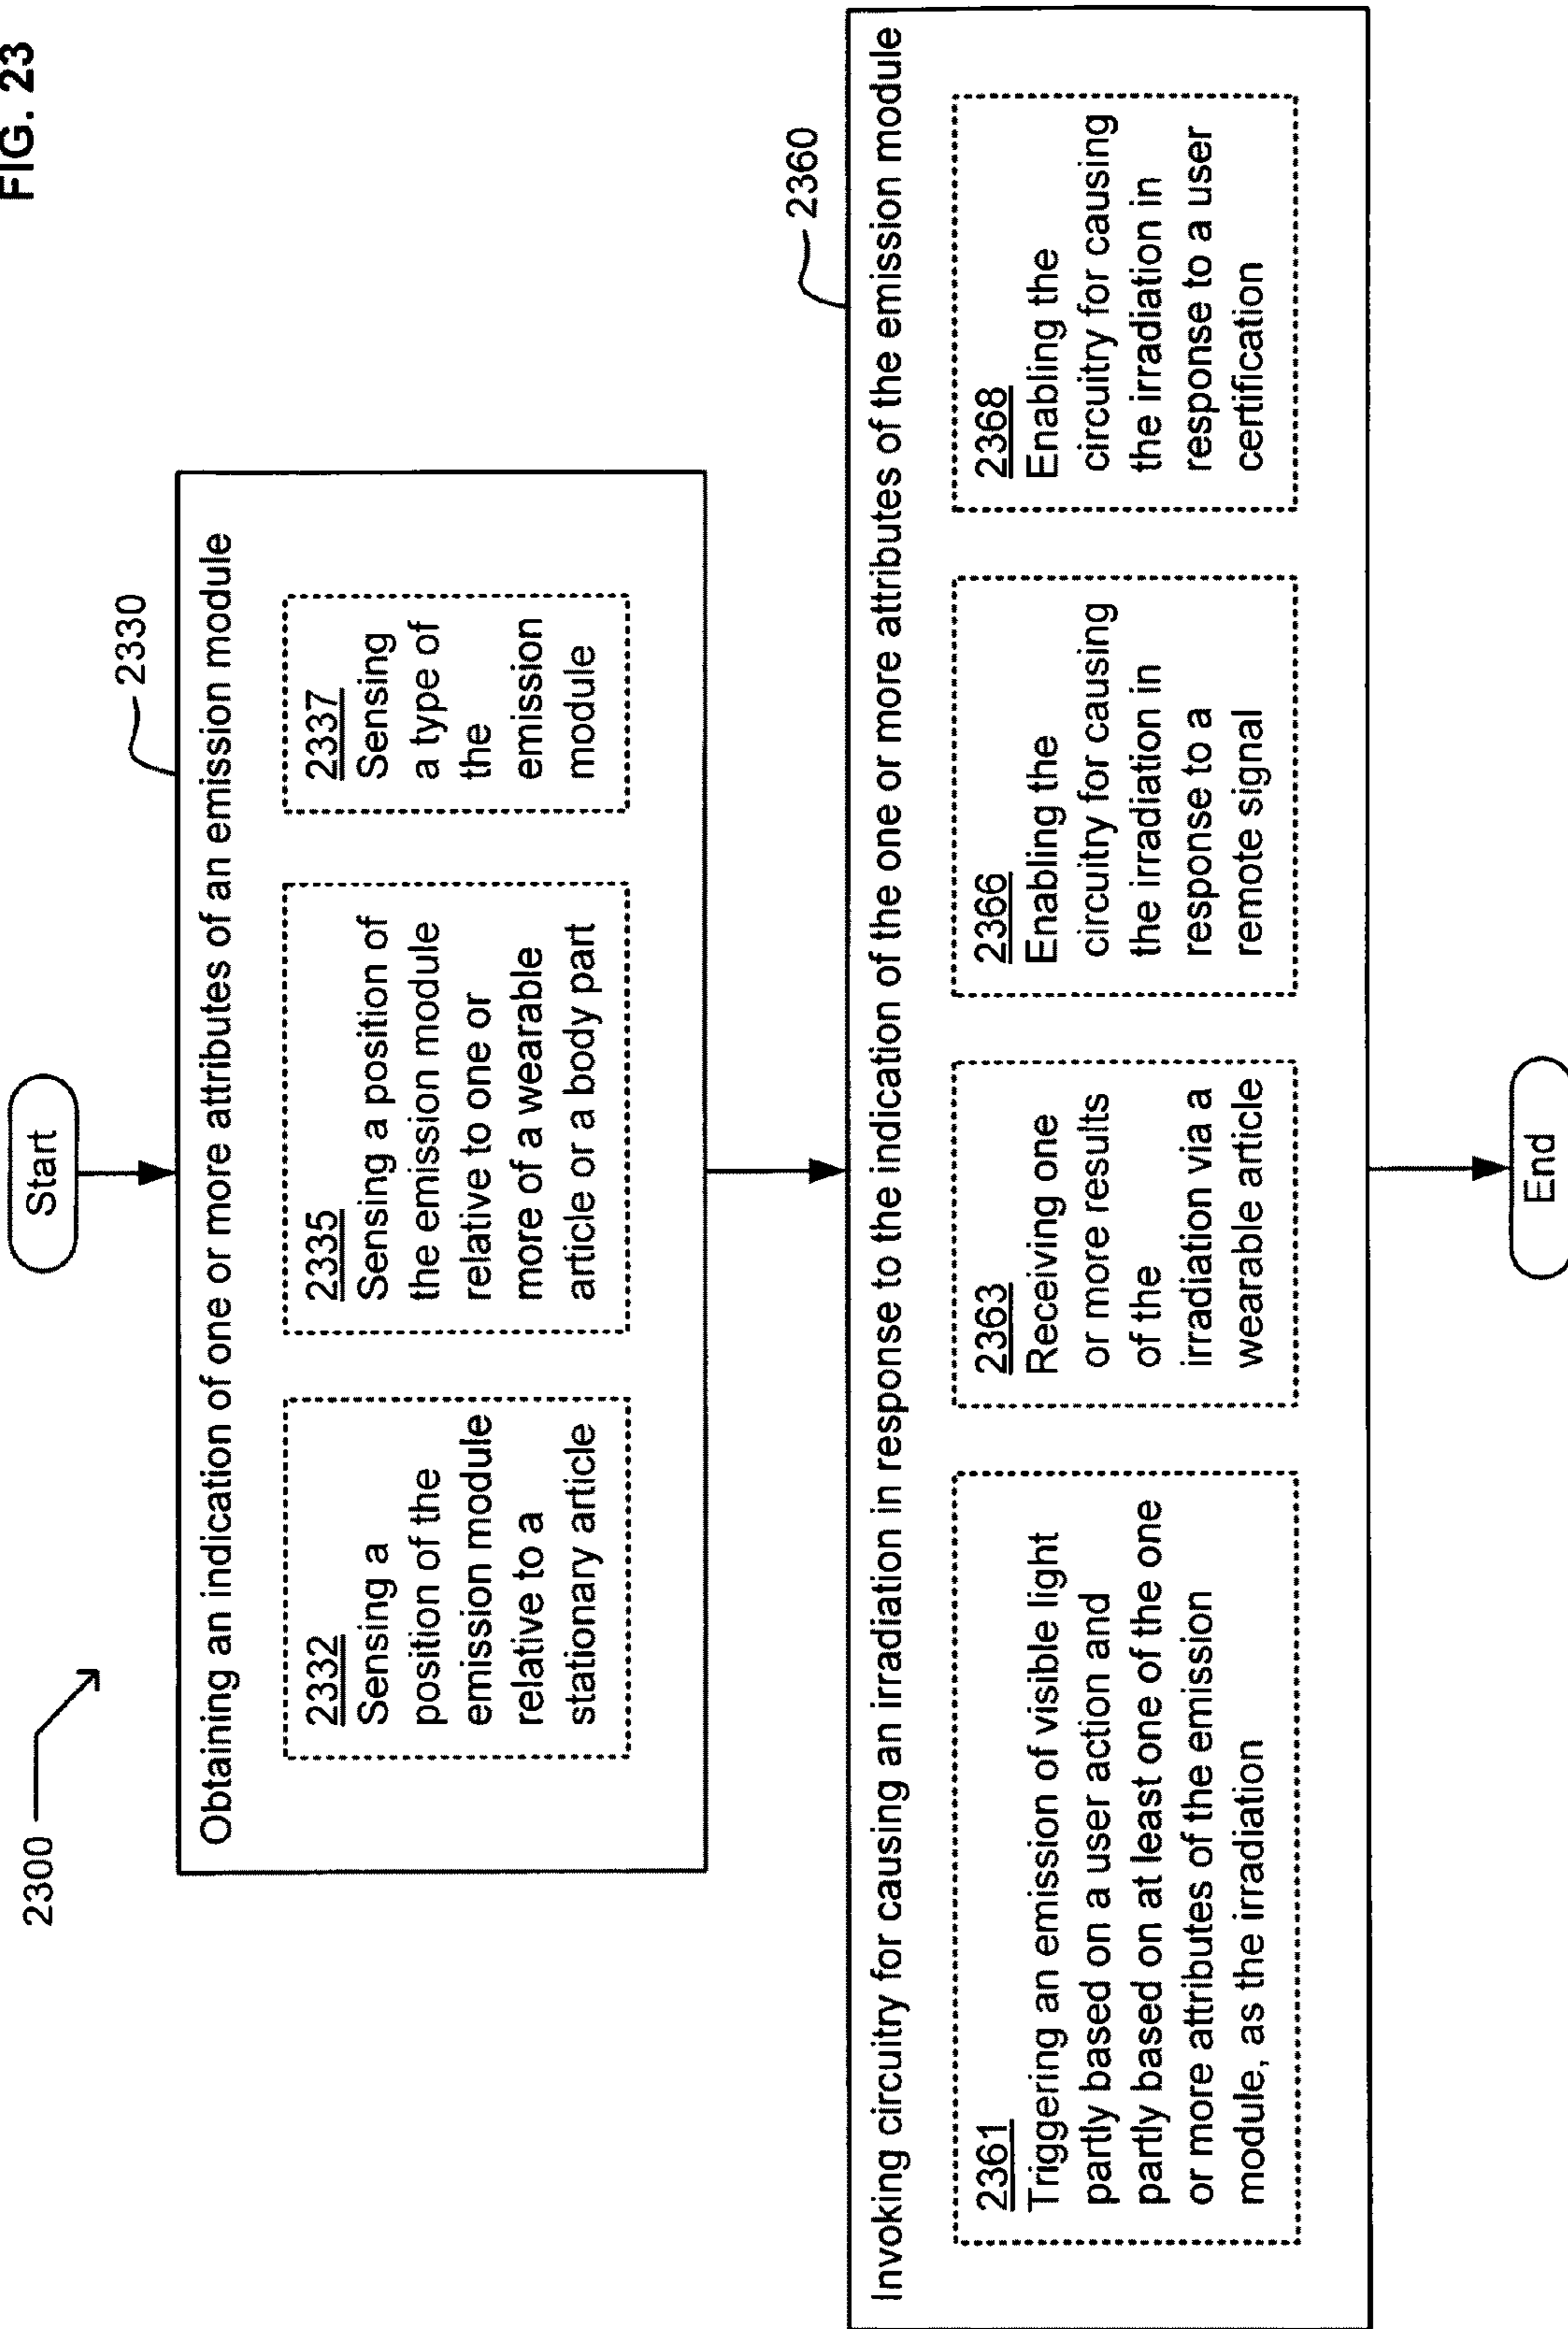 FIG. 23
2300
Start
2330
Obtaining an indication of one or more attributes of an emission module
2332
Sensing a
position of the
emission module
relative to a
stationary article
2335
Sensing a position of
the emission module
relative to one or
more of a wearable
article or a body part
2337
Sensing
a type of
the
emission
module
2360
Invoking circuitry for causing an irradiation in response to the indication of the one or more attributes of the emission module
2361
Triggering an emission of visible light
partly based on a user action and
partly based on at least one of the one
or more attributes of the emission
module, as the irradiation
2363
Receiving one
or more results
of the
irradiation via a
wearable article
2366
Enabling the
circuitry for causing
the irradiation in
response to a
remote signal
2368
Enabling the
circuitry for causing
the irradiation in
response to a user
certification
End